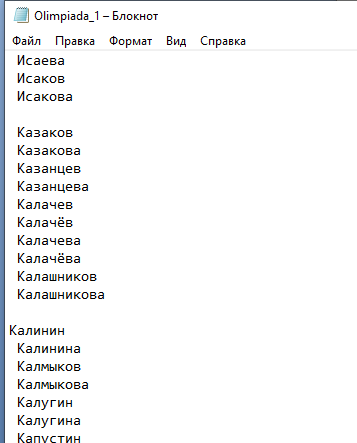 Olimpiada_1 – Блокнот
Файл Правка Формат Вид Справка
Исаева
Исаков
Исакова
Казаков
Казакова
Казанцев
Казанцева
Калачев
Калачёв
Калачева
Калачёва
Калашников
Калашникова
Калинин
Калинина
Калмыков
Калмыкова
Калугин
Калугина
Капустин